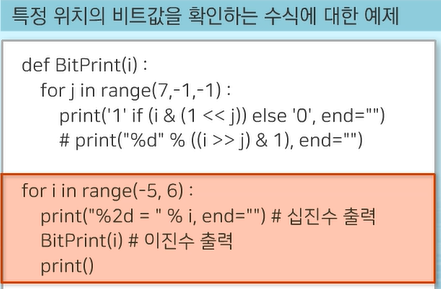 특정 위치의 비트값을 확인하는 수식에 대한 예제
def BitPrint(i) :
for j in range(7,-1,-1) :
print('1' if (i & (1 << j)) else '0', end="")
# print("%d" % ((i >> j) & 1), end="")
for i in range(-5, 6) :
print("%2d = " % i, end="") # 십진수 출력
BitPrint(i) # 이진수 출력
print()